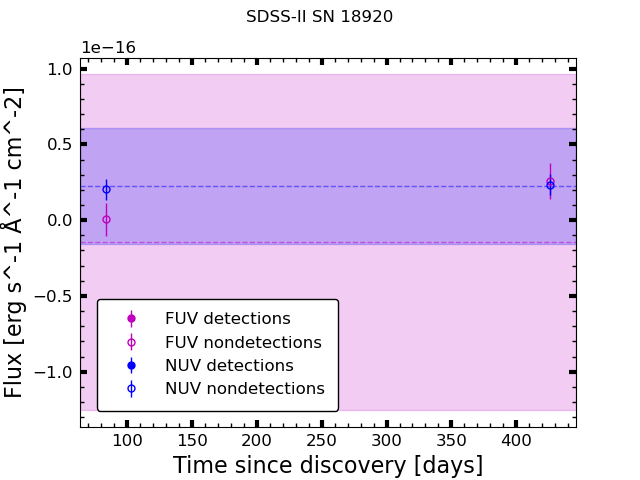 SDSS-II SN 18920
1e−16
1.0
0.5
0.0
−0.5
−1.0
Flux [erg s^-1 Å^-1 cm^-2]
FUV detections
FUV nondetections
NUV detections
NUV nondetections
100 150 200 250 300 350 400
Time since discovery [days]